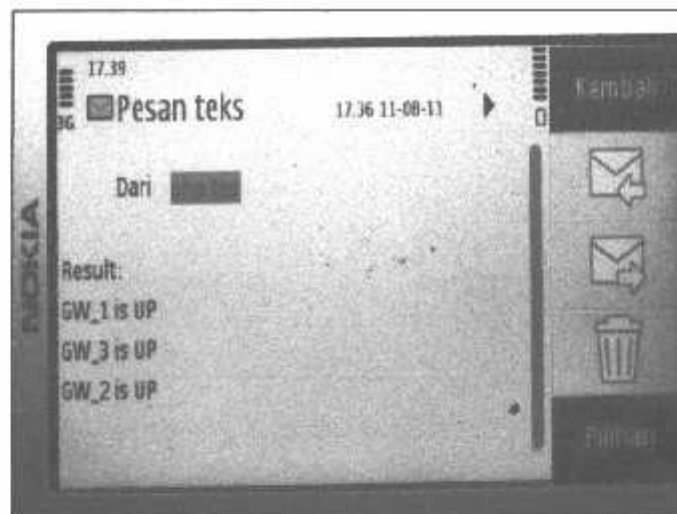 17.39
3G
Pesan teks
17.36 11-08-11
Kembali
Dari
NOKIA
Result:
GW_1 is UP
GW_3 is UP
GW_2 is UP
Pilihan